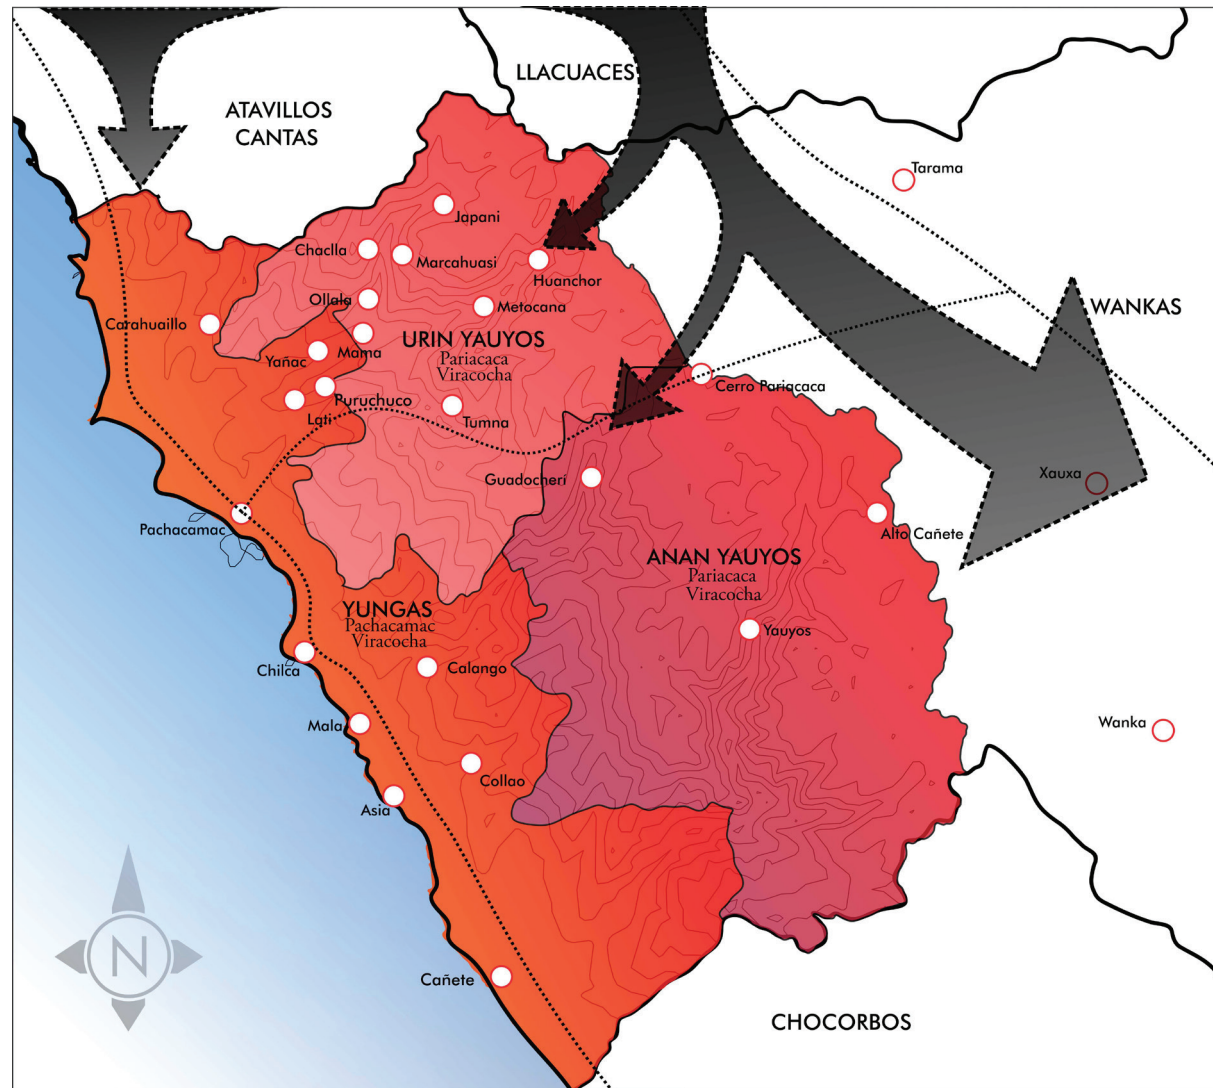 LLACUACES
ATAVILLOS
CANTAS
Tarama
Japani
Chaclla
Marcahuasi
Huanchor
Ollala
Metocana
WANKAS
Carahuaillo
Mama
URIN YAUYOS
Pariacaca
Viracocha
Yañac
Cerro Pariacaca
Puruchuco
Lati
Tumna
Xauxa
Guadocherí
Pachacamac
Alto Cañete
ANAN YAUYOS
Pariacaca
Viracocha
YUNGAS
Pachacamac
Viracocha
Yauyos
Chilca
Calango
Mala
Wanka
Collao
Asia
N
Cañete
CHOCORBOS